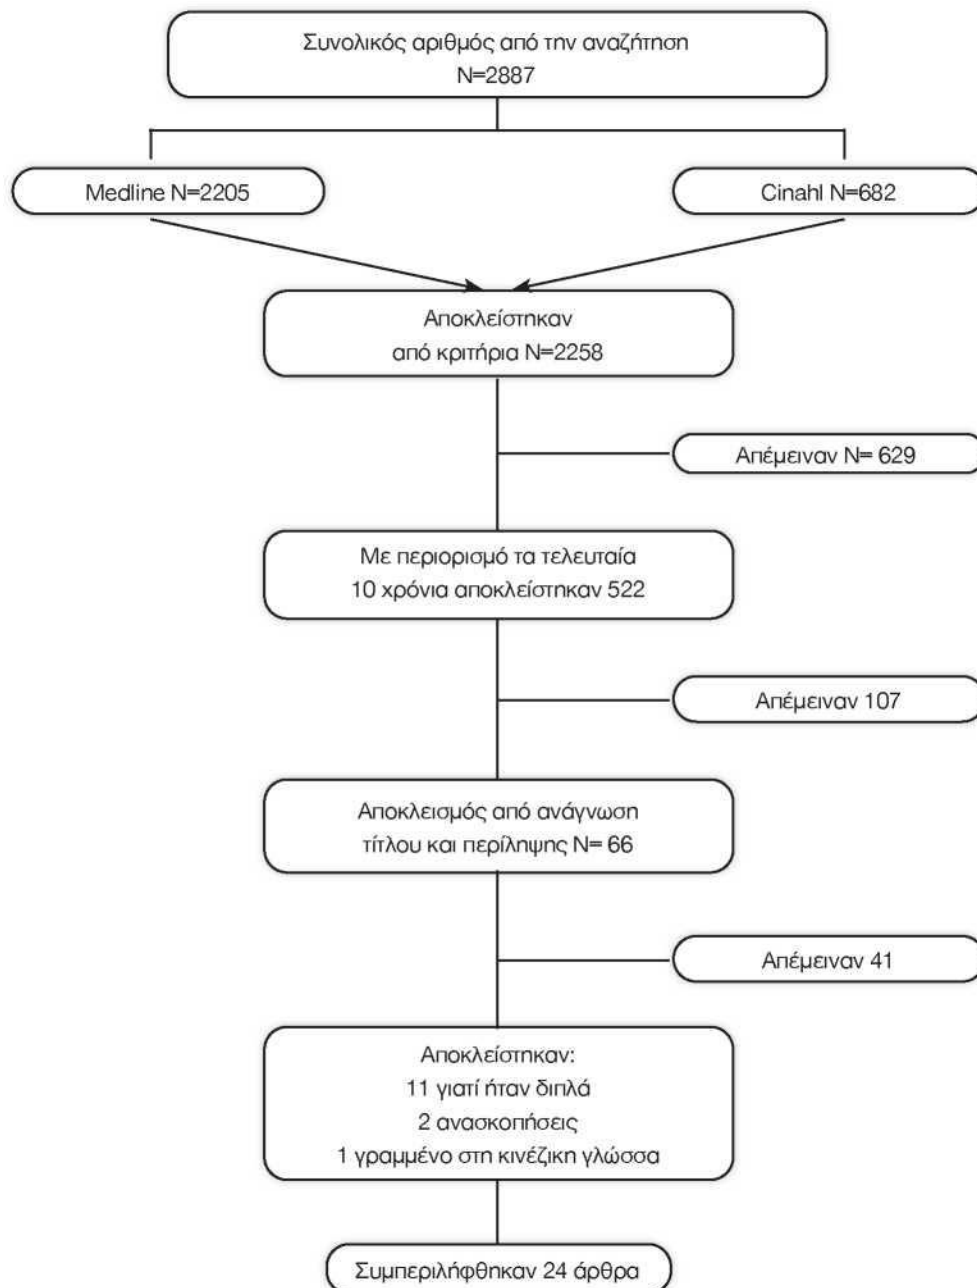 Συνολικός αριθμός από την αναζήτηση
N=2887
Medline N=2205
Cinahl N=682
Αποκλείστηκαν
από κριτήρια N=2258
Απέμειναν N= 629
Με περιορισμό τα τελευταία
10 χρόνια αποκλείστηκαν 522
Απέμειναν 107
Αποκλεισμός από ανάγνωση
τίτλου και περίληψης N= 66
Απέμειναν 41
Αποκλείστηκαν:
11 γιατί ήταν διπλά
2 ανασκοπήσεις
1 γραμμένο στη κινέζικη γλώσσα
Συμπεριλήφθηκαν 24 άρθρα